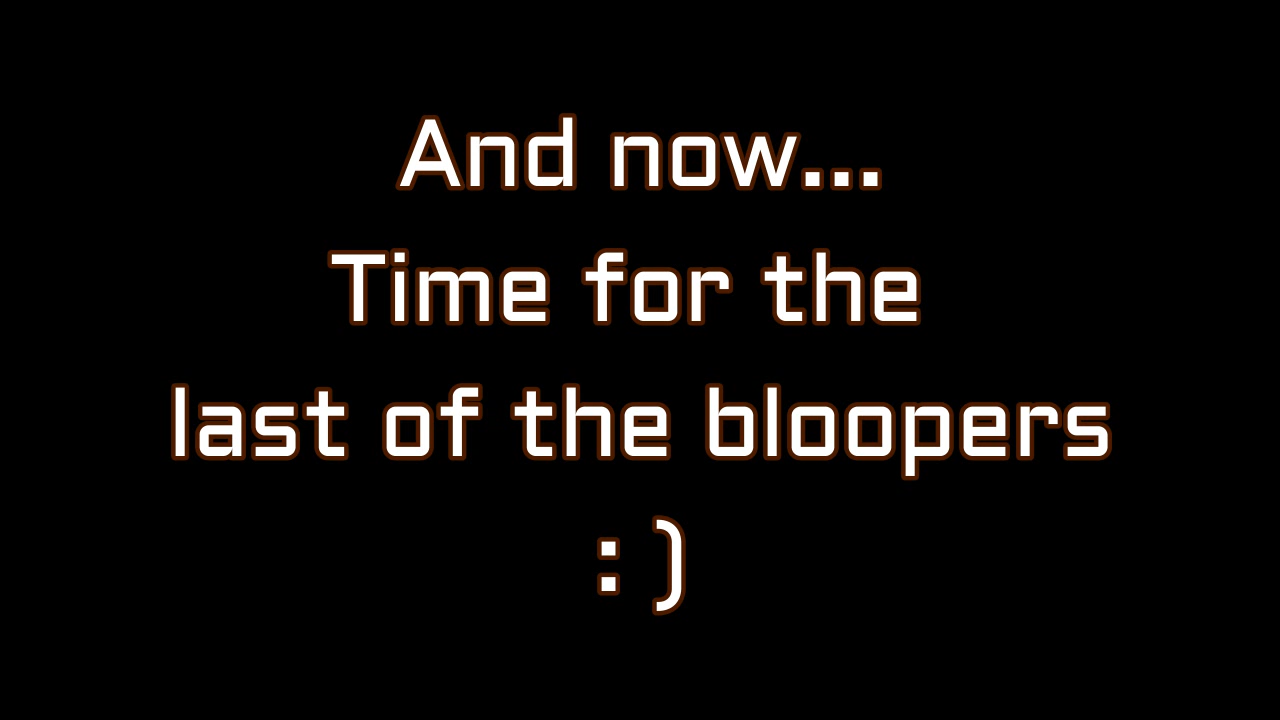 And now...
Time for the
last of the bloopers
: )